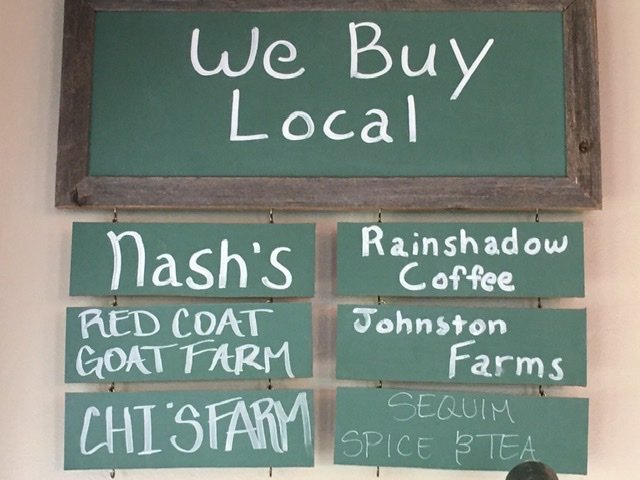 We Buy
Local
Nash's
Rainshadow
Coffee
RED COAT
GOAT FARM
Johnston
Farms
CHI'S FARM
SEQUIM
SPICE & TEA